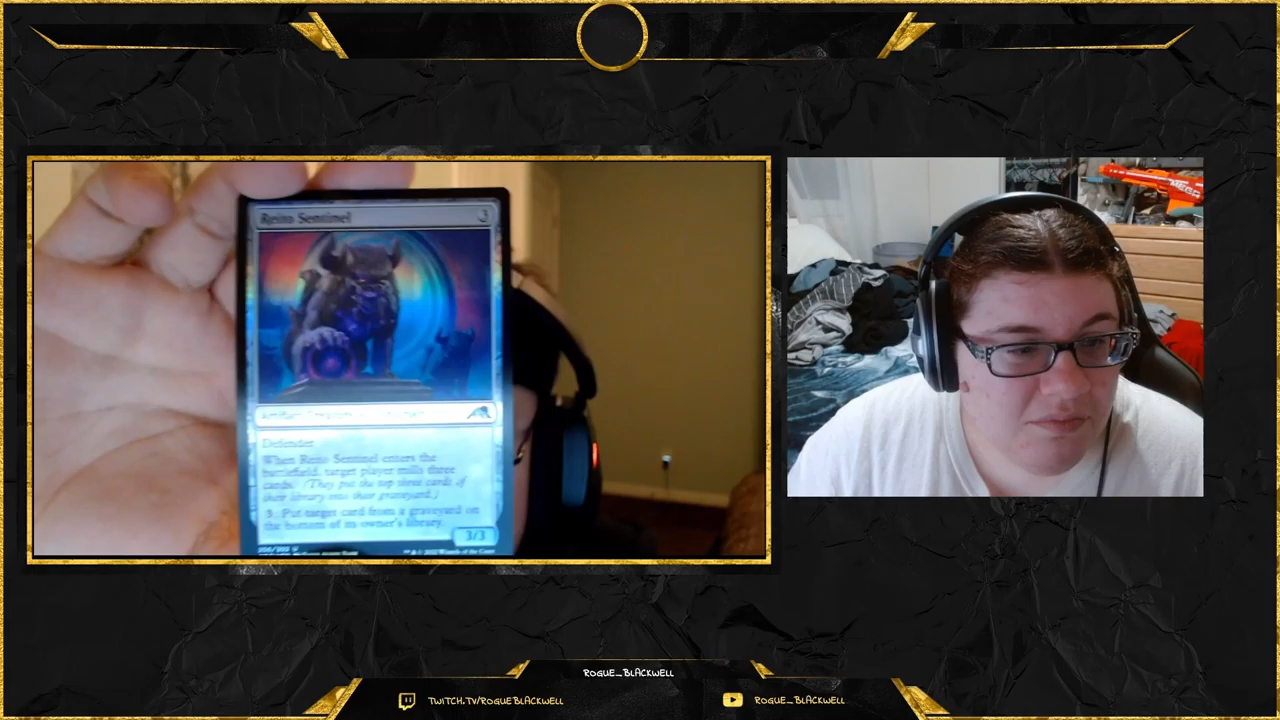 Reito Sentinel
3
MEGA
Defender
When Reito Sentinel enters the
battlefield, target player mills three
cards. (They put the top three cards of
their library into their graveyard.)
3: Put target card from a graveyard on
the bottom of its owner's library.
3/3
ROGUE_BLACKWELL
TWITCH.TV/ROGUEBLACKWELL
ROGUE_BLACKWELL